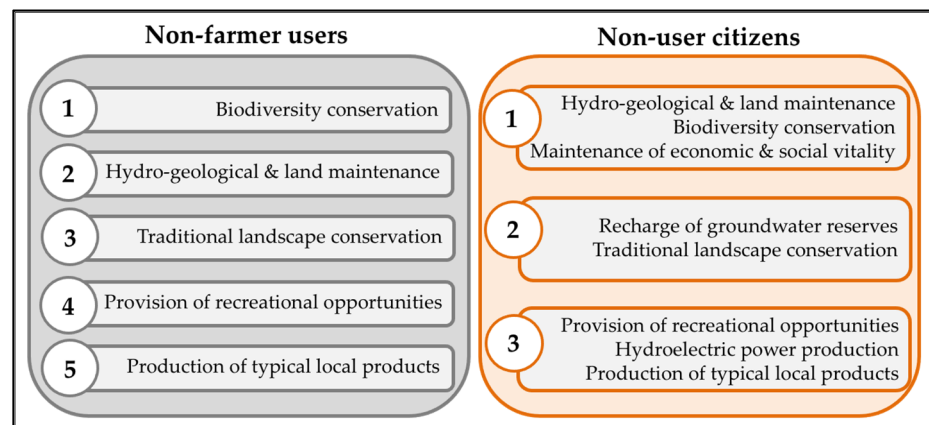 Non-farmer users
1
Biodiversity conservation
2
Hydro-geological & land maintenance
3
Traditional landscape conservation
4
Provision of recreational opportunities
5
Production of typical local products
Non-user citizens
1
Hydro-geological & land maintenance
Biodiversity conservation
Maintenance of economic & social vitality
2
Recharge of groundwater reserves
Traditional landscape conservation
3
Provision of recreational opportunities
Hydroelectric power production
Production of typical local products